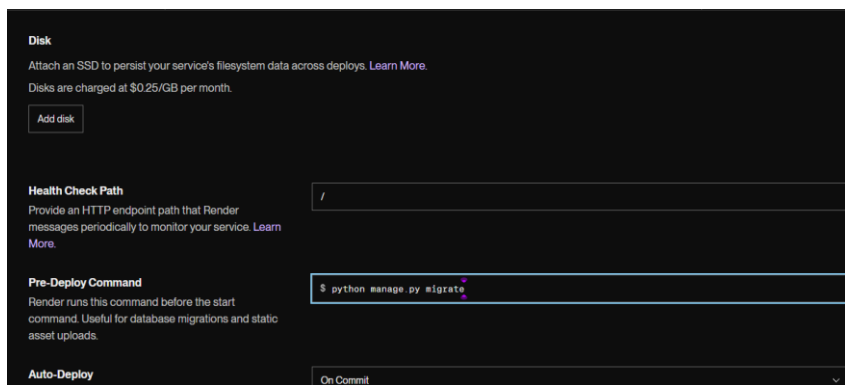 Disk
Attach an SSD to persist your service's filesystem data across deploys. Learn More.
Disks are charged at $0.25/GB per month.
Add disk
Health Check Path
Provide an HTTP endpoint path that Render
messages periodically to monitor your service. Learn
More.
/
Pre-Deploy Command
Render runs this command before the start
command. Useful for database migrations and static
asset uploads.
$ python manage.py migrate
Auto-Deploy
On Commit